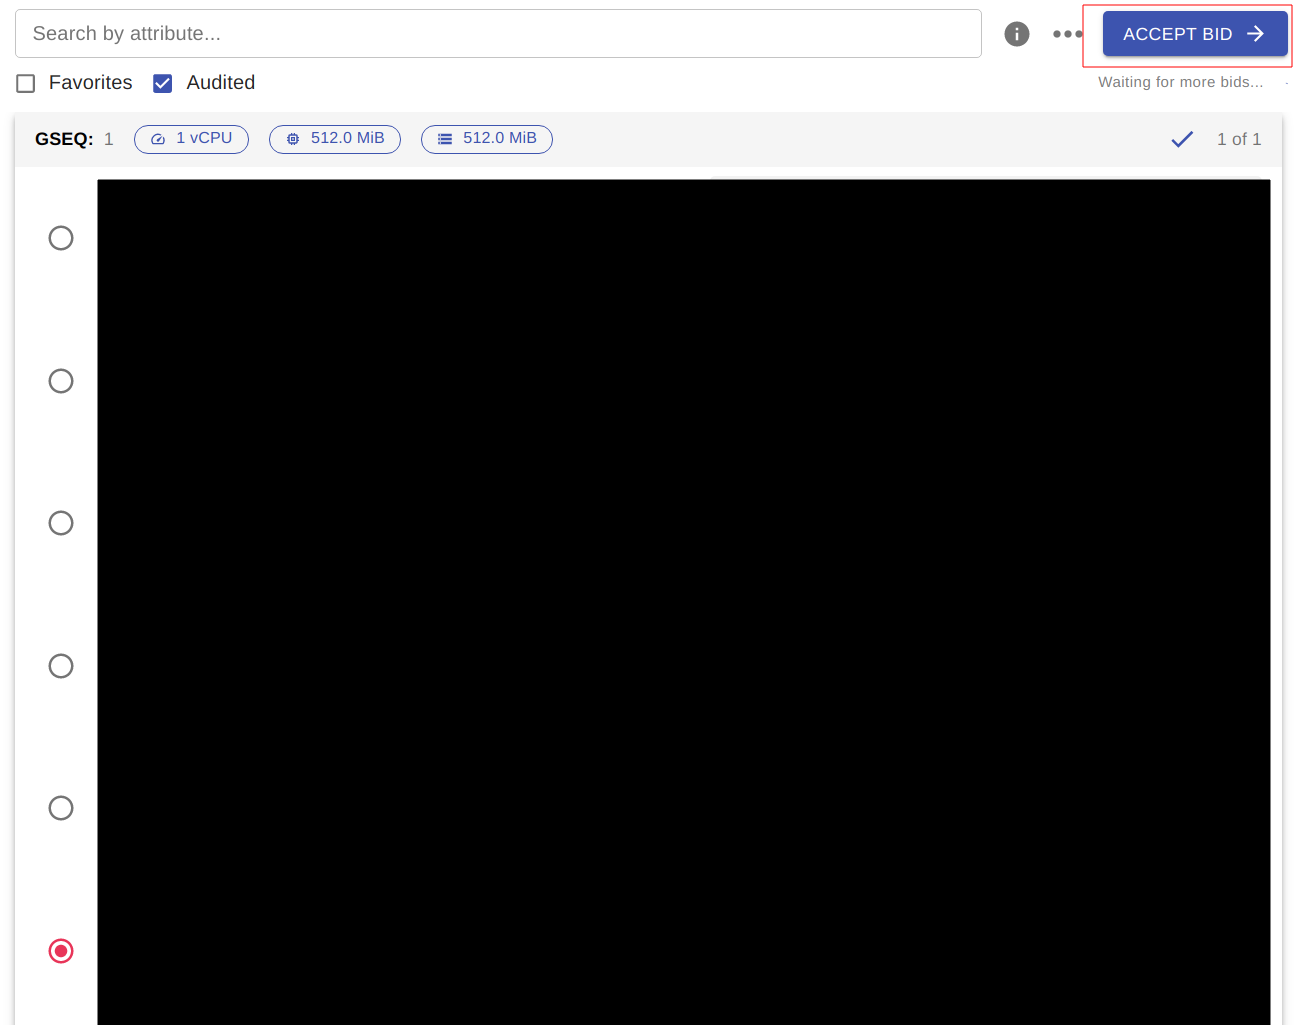 Search by attribute...
ACCEPT BID
Favorites Audited
Waiting for more bids...
GSEQ: 1 1 vCPU 512.0 MiB 512.0 MiB 1 of 1